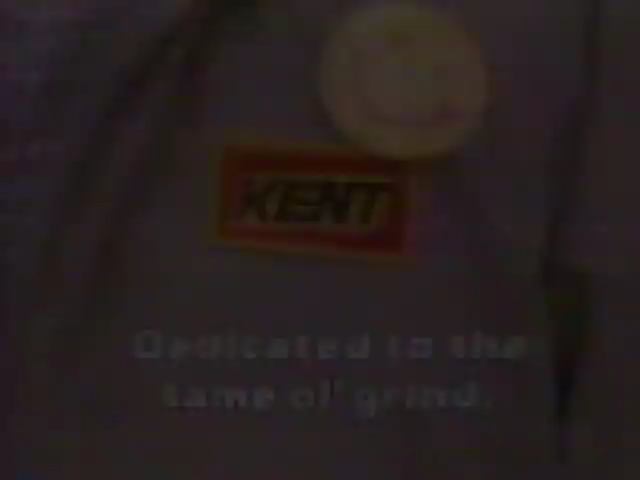 KENT
Dedicated to the
same ol' grind.